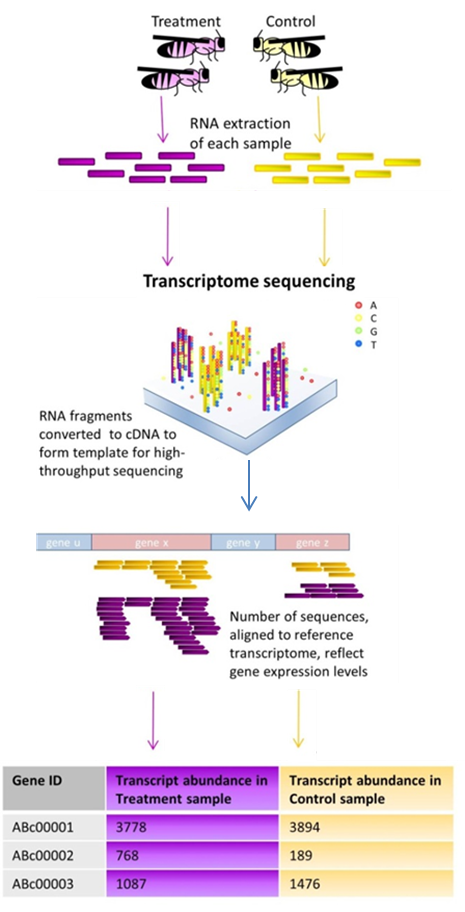 Treatment
Control
RNA extraction
of each sample
Transcriptome sequencing
A
C
G
T
RNA fragments
converted to cDNA to
form template for high-
throughput sequencing
gene u
gene x
gene y
gene z
Number of sequences,
aligned to reference
transcriptome, reflect
gene expression levels
Gene ID
Transcript abundance in
Treatment sample
Transcript abundance in
Control sample
ABc00001
3778
3894
ABc00002
768
189
ABc00003
1087
1476